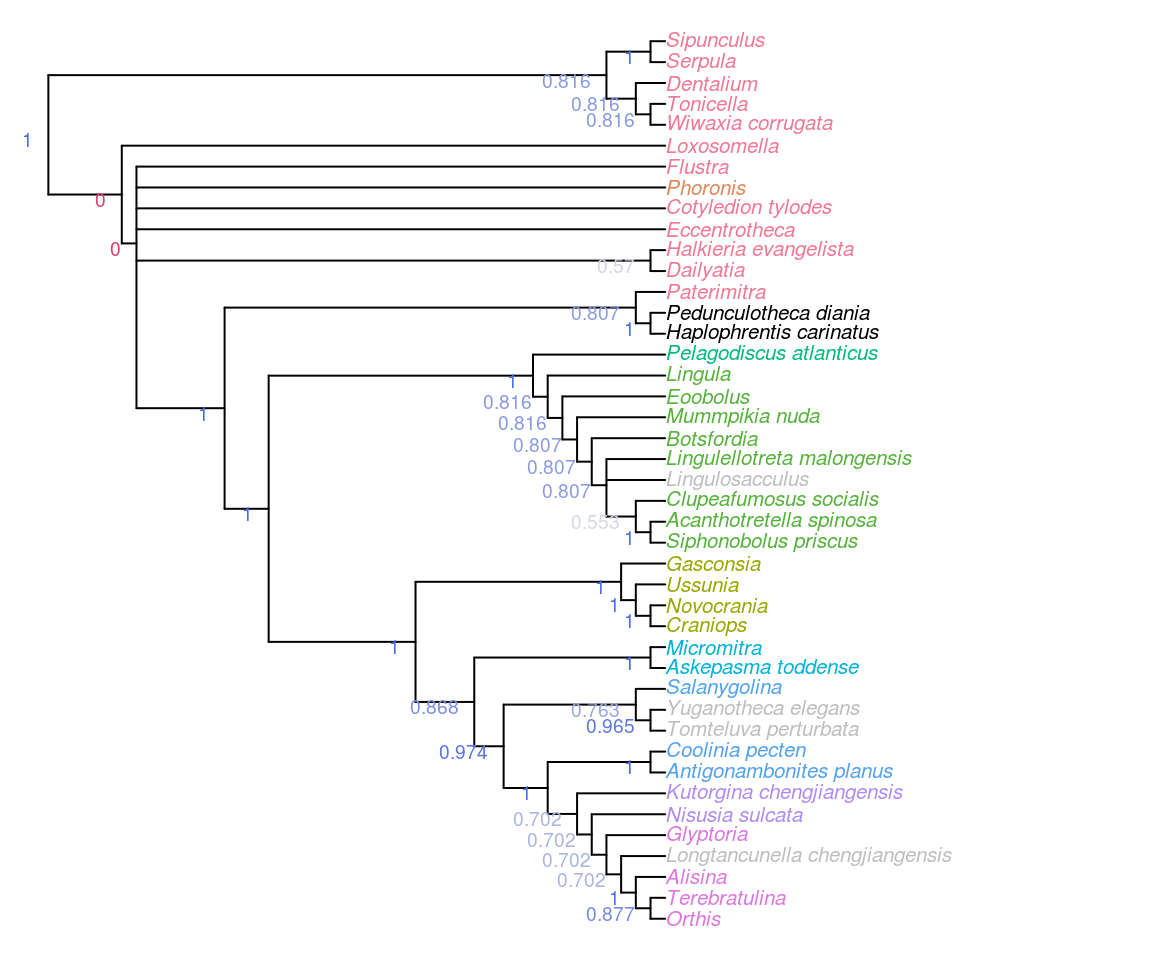 Sipunculus
1
Serpula
0.816
Dentalium
0.816
Tonicella
0.816
Wiwaxia corrugata
1
Loxosomella
Flustra
Phoronis
0
Cotyledion tylodes
Eccentrotheca
0
Halkieria evangelista
0.57
Dailyatia
Paterimitra
0.807
Pedunculotheca diania
1
Haplophrentis carinatus
Pelagodiscus atlanticus
1
Lingula
0.816
Eoobolus
1
Mummpikia nuda
0.816
Botsfordia
0.807
Lingulellotreta malongensis
0.807
Lingulosacculus
0.807
Clupeafumosus socialis
1
Acanthotretella spinosa
0.553
1
Siphonobolus priscus
Gasconsia
1
Ussunia
1
Novocrania
1
Craniops
1
Micromitra
1
Askepasma toddense
Salanygolina
0.868
0.763
Yuganotheca elegans
0.965
Tomteluva perturbata
0.974
Coolinia pecten
1
Antigonambonites planus
1
Kutorgina chengjiangensis
0.702
Nisusia sulcata
0.702
Glyptoria
0.702
Longtancunella chengjiangensis
0.702
Alisina
1
Terebratulina
0.877
Orthis